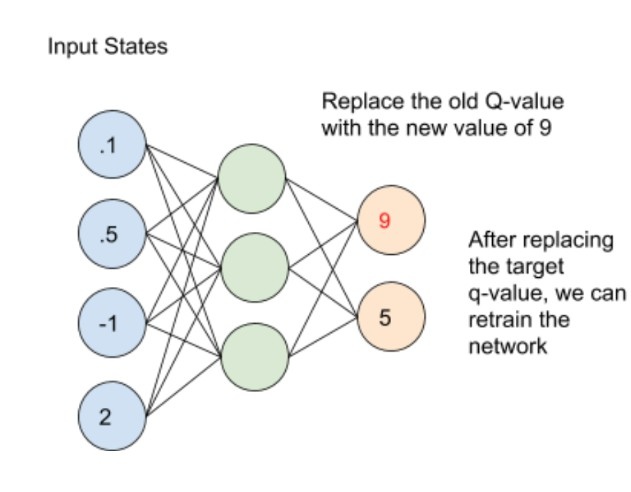 Input States
Replace the old Q-value
with the new value of 9
.1
.5
-1
2
9
5
After replacing
the target
q-value, we can
retrain the
network